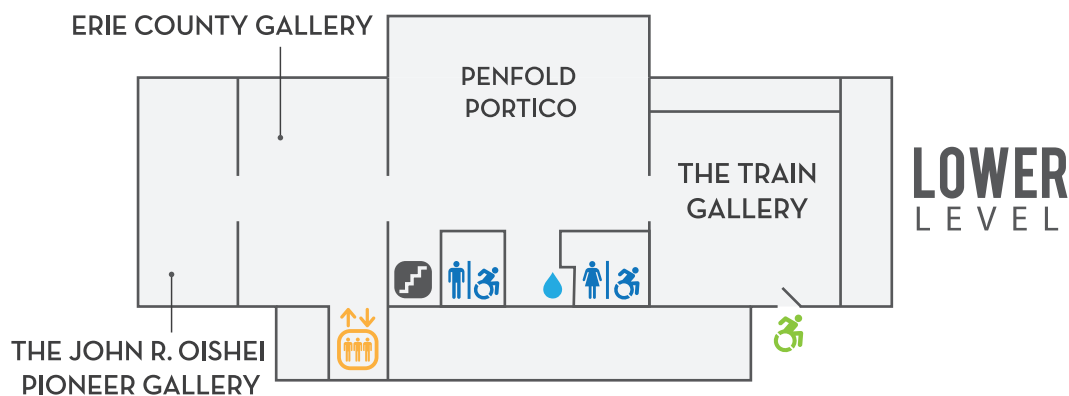 ERIE COUNTY GALLERY
PENFOLD
PORTICO
THE TRAIN
GALLERY
LOWER
LEVEL
THE JOHN R. OISHEI
PIONEER GALLERY